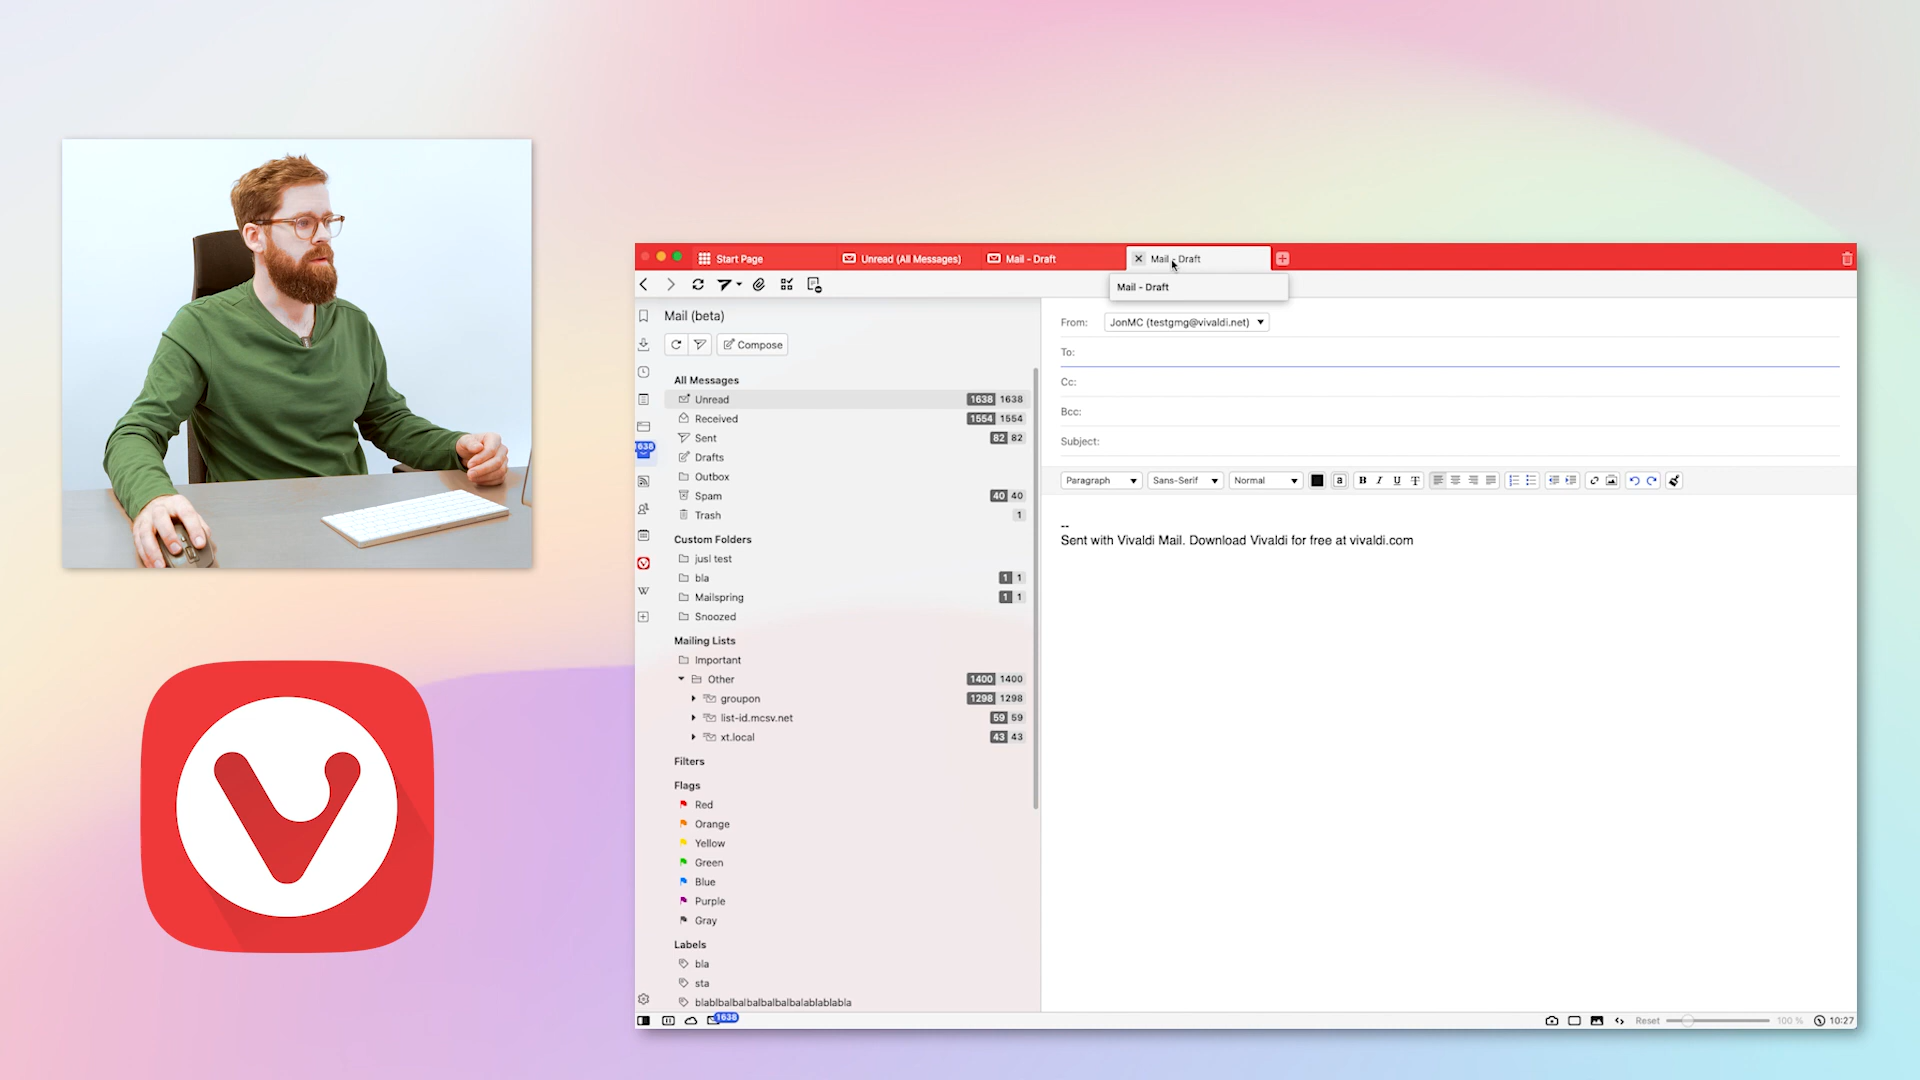 Start Page
Unread (All Messages)
Mail - Draft
Mail - Draft
Mail - Draft
Mail (beta)
Compose
All Messages
Unread 1638 1638
Received 1554 1554
Sent 82 82
Drafts
Outbox
Spam 40 40
Trash 1
Custom Folders
jusl test
bla 1 1
Mailspring 1 1
Snoozed
Mailing Lists
Important
Other 1400 1400
groupon 1298 1298
list-id.mcsv.net 59 59
xt.local 43 43
Filters
Flags
Red
Orange
Yellow
Green
Blue
Purple
Gray
Labels
bla
sta
blablbalbalbalbalbalablablabla
1638
1638
From: JonMC (testgmg@vivaldi.net)
To:
Cc:
Bcc:
Subject:
Paragraph Sans-Serif Normal a B I U T
--
Sent with Vivaldi Mail. Download Vivaldi for free at vivaldi.com
Reset 100 % 10:27